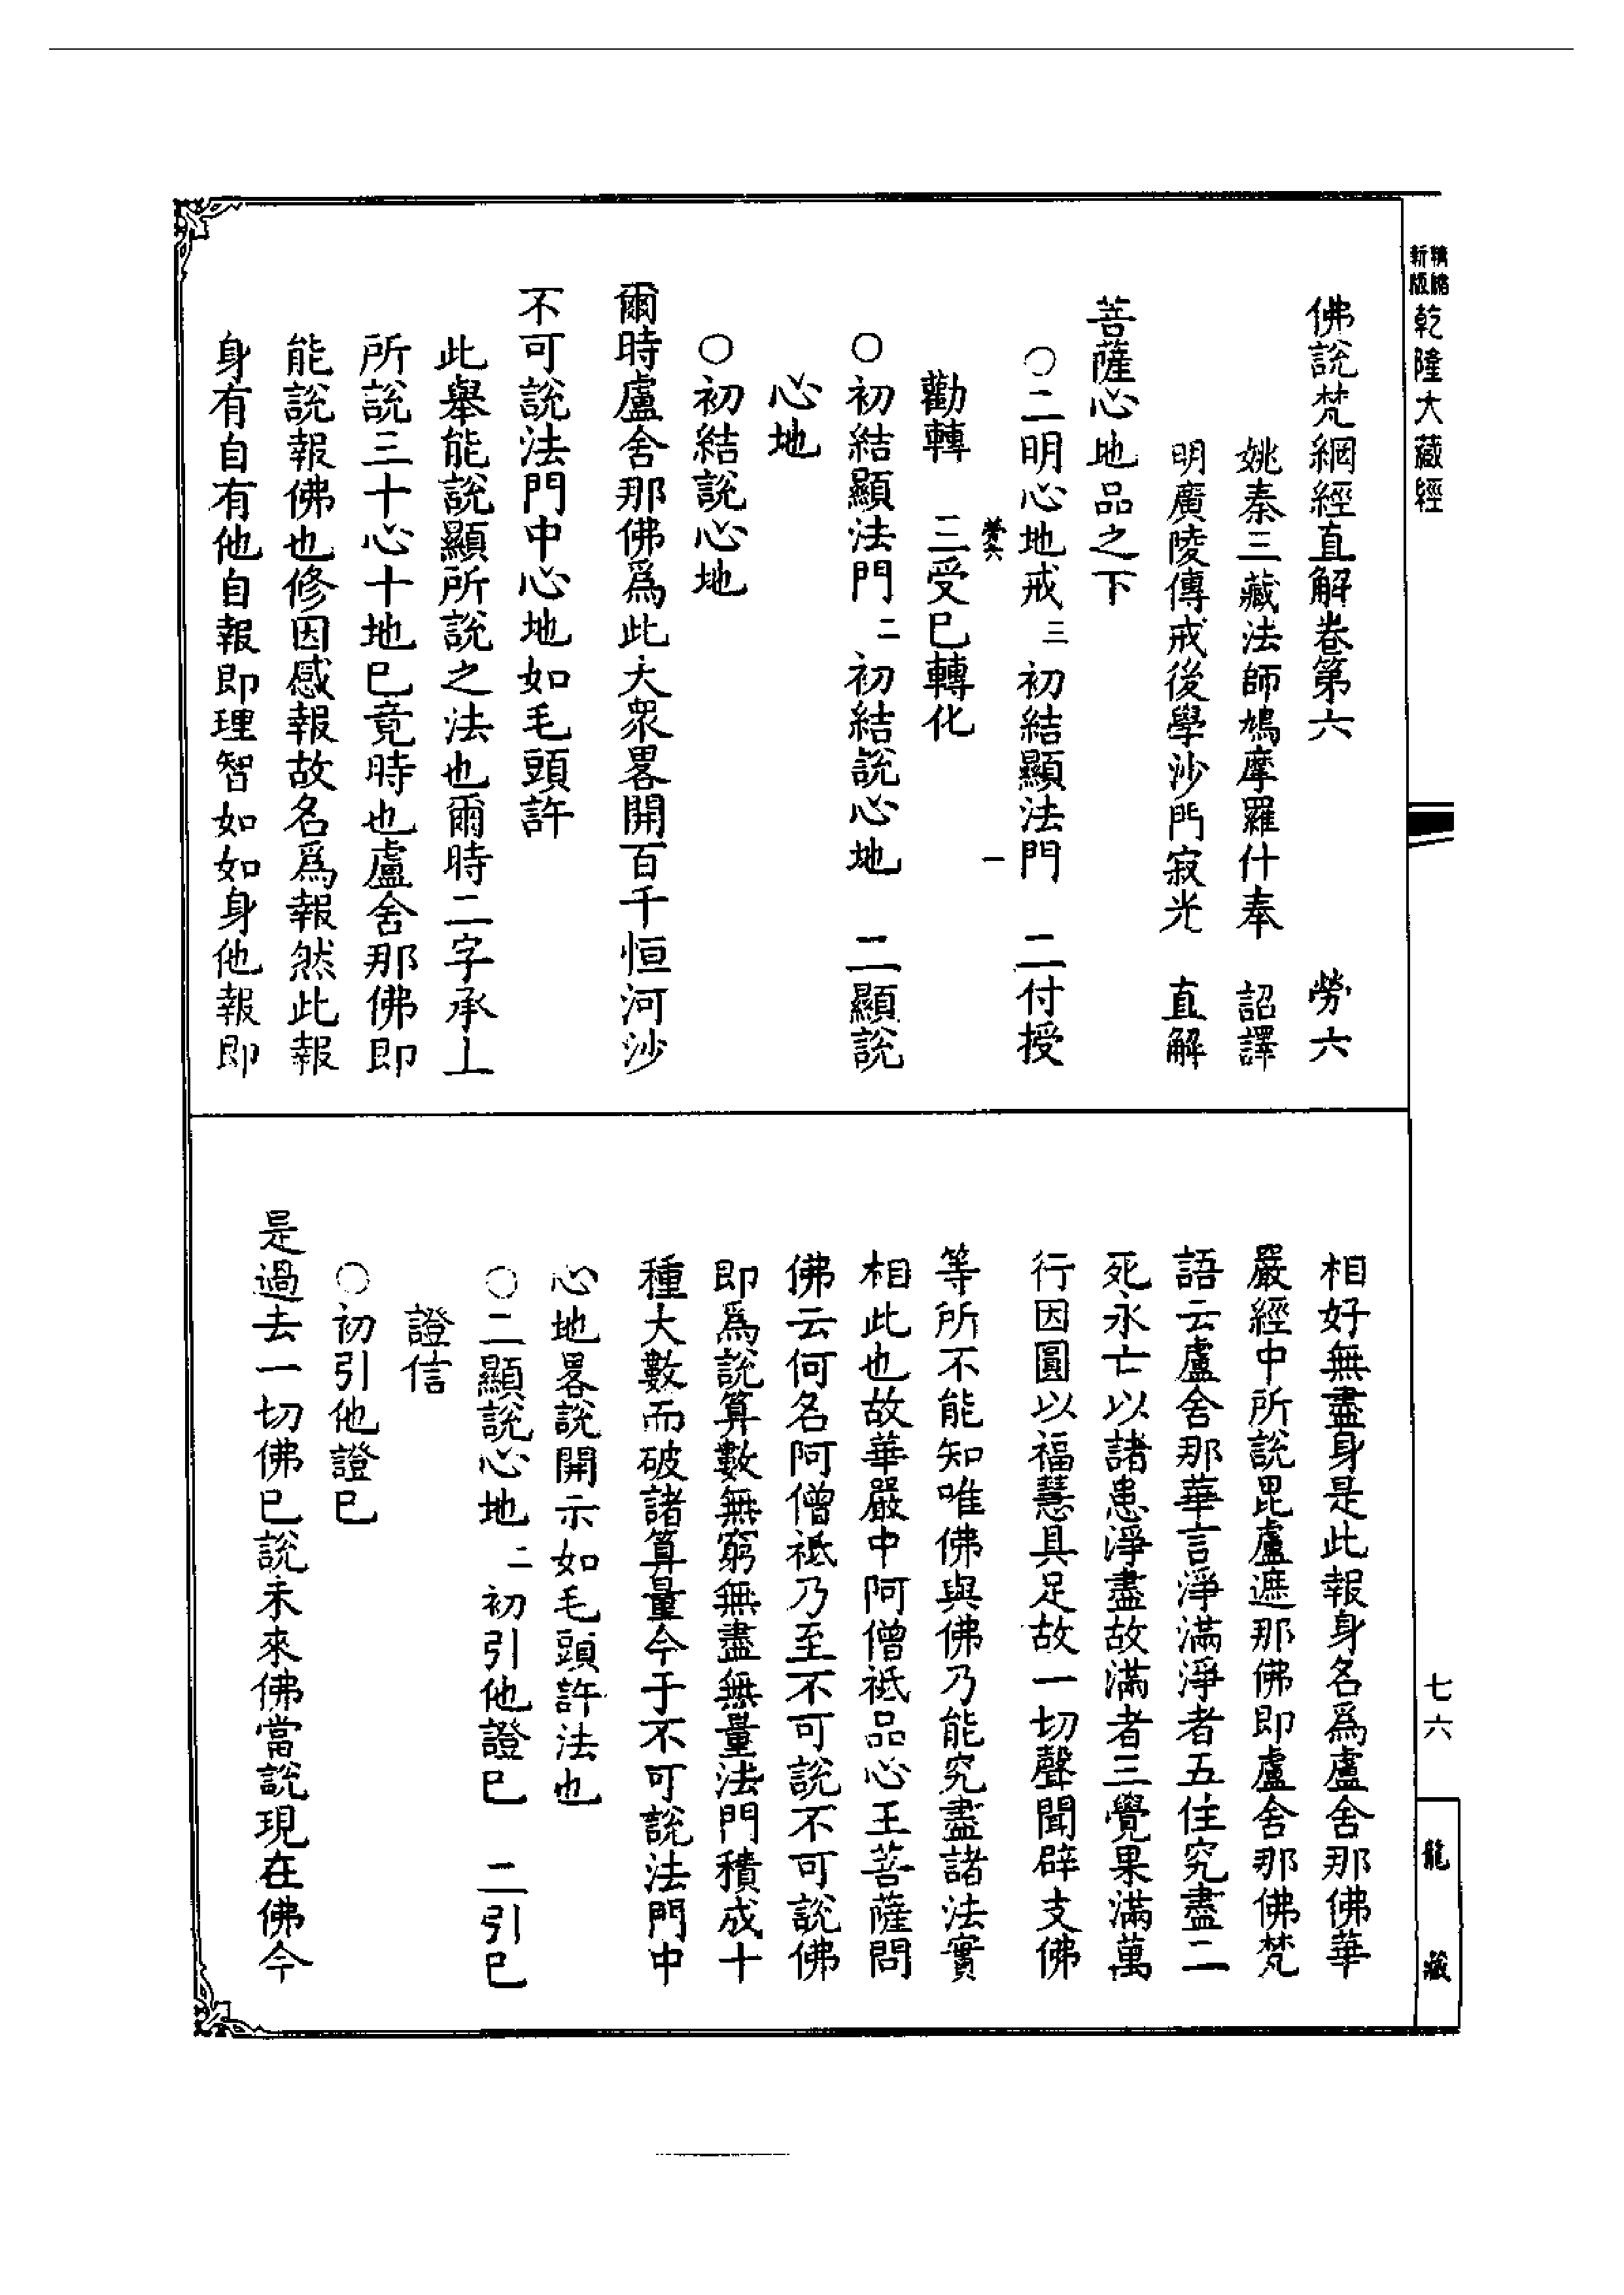 精縮新版乾隆大藏經
佛說梵網經直解卷第六 勞六
姚秦三藏法師鳩摩羅什奉 詔譯
明廣陵傳戒後學沙門寂光 直解
菩薩心地品之下
○二明心地戒三 初結顯法門 二付授
勞六 一
勸轉 三受巳轉化
○初結顯法門二 初結說心地 二顯說
心地
○初結說心地
爾時盧舍那佛爲此大衆畧開百千恒河沙
不可說法門中心地如毛頭許
此舉能說顯所說之法也爾時二字承上
所說三十心十地巳竟時也盧舍那佛即
能說報佛也修因感報故名爲報然此報
身有自有他自報即理智如如身他報即
相好無盡身是此報身名爲盧舍那佛華
嚴經中所說毘盧遮那佛即盧舍那佛梵
語云盧舍那華言淨滿淨者五住究盡二
死永亡以諸患淨盡故滿者三覺果滿萬
行因圓以福慧具足故一切聲聞辟支佛
等所不能知唯佛與佛乃能究盡諸法實
相此也故華嚴中阿僧祇品心王菩薩問
佛云何名阿僧祇乃至不可說不可說佛
即爲說算數無窮無盡無量法門積成十
種大數而破諸算量今于不可說法門中
心地畧說開示如毛頭許法也
○二顯說心地二 初引他證巳 二引巳
證信
○初引他證巳
是過去一切佛巳說未來佛當說現在佛今
七六
龍藏